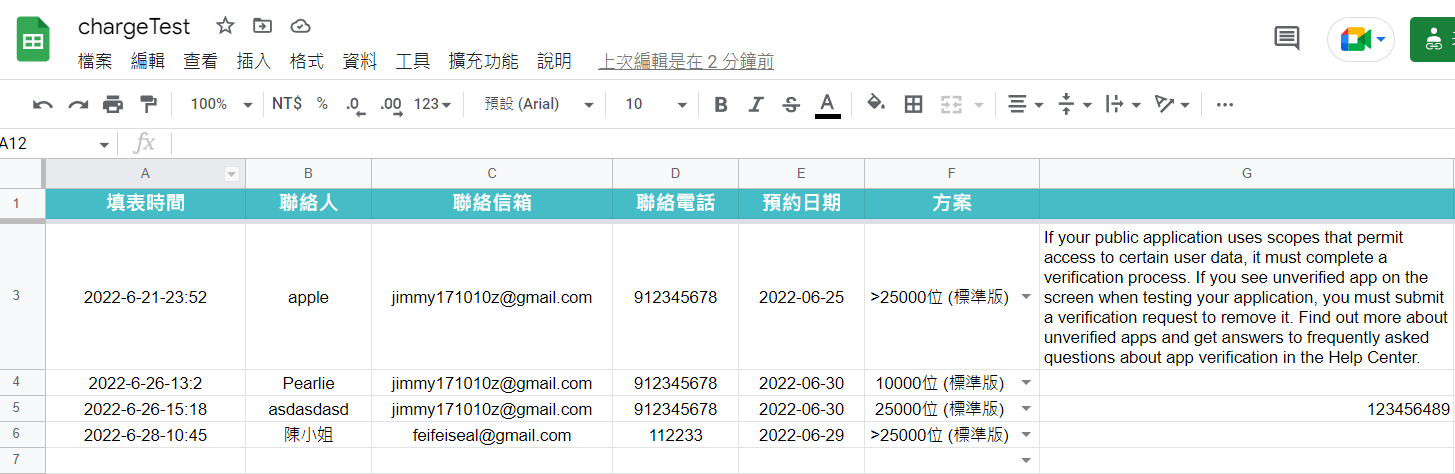 chargeTest
檔案 編輯 查看 插入 格式 資料 工具 擴充功能 說明 上次編輯是在 2 分鐘前
100% NT$ % .0 .00 123 預設 (Arial) 10 B I S A
A12 fx
A B C D E F G
1 填表時間 聯絡人 聯絡信箱 聯絡電話 預約日期 方案
If your public application uses scopes that permit
access to certain user data, it must complete a
verification process. If you see unverified app on the
3 2022-6-21-23:52 apple jimmy171010z@gmail.com 912345678 2022-06-25 >25000位 (標準版) screen when testing your application, you must submit
a verification request to remove it. Find out more about
unverified apps and get answers to frequently asked
questions about app verification in the Help Center.
4 2022-6-26-13:2 Pearlie jimmy171010z@gmail.com 912345678 2022-06-30 10000位 (標準版)
5 2022-6-26-15:18 asdasdasd jimmy171010z@gmail.com 912345678 2022-06-30 25000位 (標準版) 123456489
6 2022-6-28-10:45 陳小姐 feifeiseal@gmail.com 112233 2022-06-29 >25000位 (標準版)
7